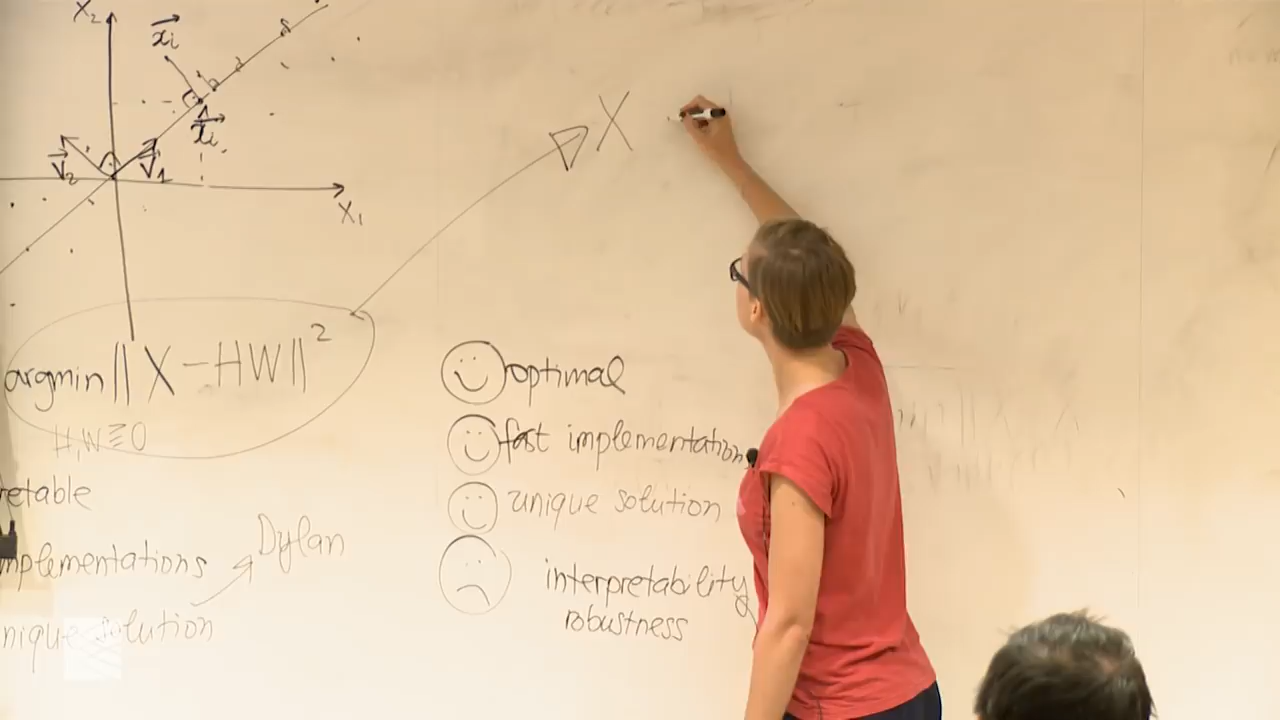 X₂
x⃗i
x̂⃗i
V⃗₂
V⃗₁
X₁
X
argmin ‖X - HW‖²
H,W ≥ 0
retable
mplementations
Dylan
nique solution
optimal
fast implementation
unique solution
interpretability
robustness